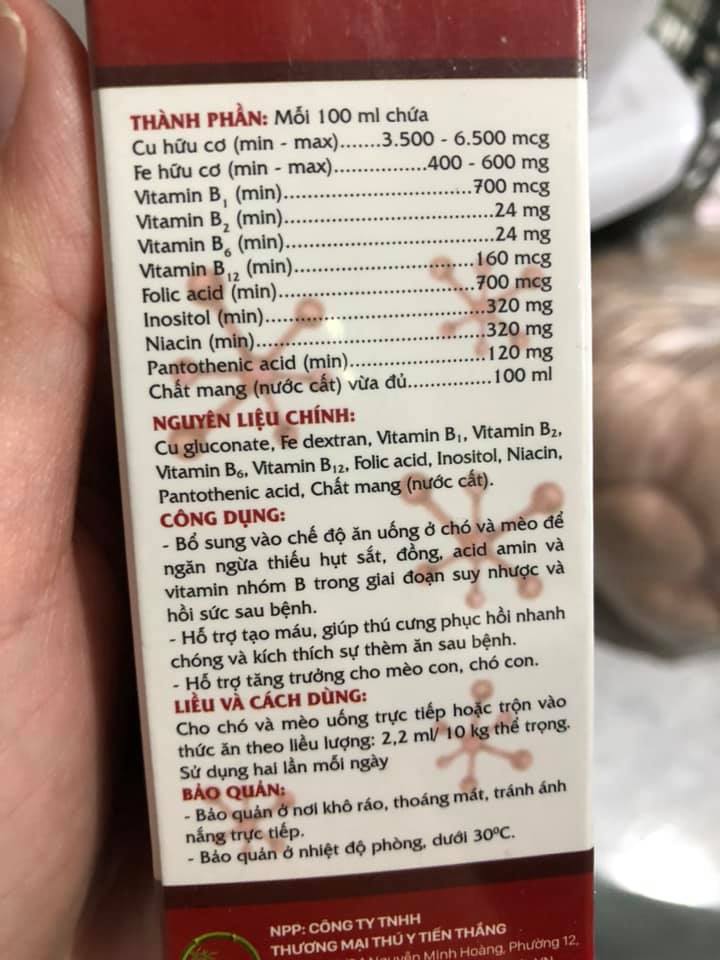 THÀNH PHẦN: Mỗi 100 ml chứa
Cu hữu cơ (min - max).......3.500 - 6.500 mcg
Fe hữu cơ (min - max)................400 - 600 mg
Vitamin B₁ (min)................................700 mcg
Vitamin B₂ (min)....................................24 mg
Vitamin B₆ (min)....................................24 mg
Vitamin B₁₂ (min)...............................160 mcg
Folic acid (min)..................................700 mcg
Inositol (min)......................................320 mg
Niacin (min)........................................320 mg
Pantothenic acid (min).......................120 mg
Chất mang (nước cất) vừa đủ..............100 ml
NGUYÊN LIỆU CHÍNH:
Cu gluconate, Fe dextran, Vitamin B₁, Vitamin B₂,
Vitamin B₆, Vitamin B₁₂, Folic acid, Inositol, Niacin,
Pantothenic acid, Chất mang (nước cất).
CÔNG DỤNG:
- Bổ sung vào chế độ ăn uống ở chó và mèo để
ngăn ngừa thiếu hụt sắt, đồng, acid amin và
vitamin nhóm B trong giai đoạn suy nhược và
hồi sức sau bệnh.
- Hỗ trợ tạo máu, giúp thú cưng phục hồi nhanh
chóng và kích thích sự thèm ăn sau bệnh.
- Hỗ trợ tăng trưởng cho mèo con, chó con.
LIỀU VÀ CÁCH DÙNG:
Cho chó và mèo uống trực tiếp hoặc trộn vào
thức ăn theo liều lượng: 2,2 ml/ 10 kg thể trọng.
Sử dụng hai lần mỗi ngày
BẢO QUẢN:
- Bảo quản ở nơi khô ráo, thoáng mát, tránh ánh
nắng trực tiếp.
- Bảo quản ở nhiệt độ phòng, dưới 30⁰C.
NPP: CÔNG TY TNHH
THƯƠNG MẠI THÚ Y TIẾN THẮNG
Nguyễn Minh Hoàng, Phường 12,